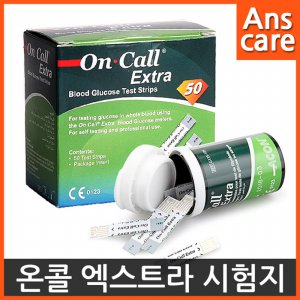 Ans
care
On·Call®
Extra
Blood Glucose Test Strips
50
For testing glucose in whole blood using
the On·Call® Extra Blood Glucose meters.
For self testing and professional use.
Contents:
• 50 Test Strips
• Package Insert
CE 0123
On·Call
Extra
ACON
온콜 엑스트라 시험지